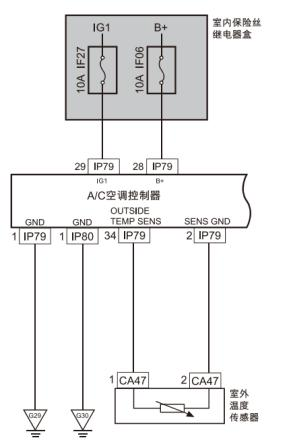 IG1 B+ 室内保险丝
继电器盒
10A IF27 10A IF06
29 IP79 28 IP79
IG1 B+
A/C空调控制器
OUTSIDE
GND GND TEMP SENS SENS GND
1 IP79 1 IP80 34 IP79 2 IP79
1 CA47 2 CA47
室外
温度
传感器
G29 G30